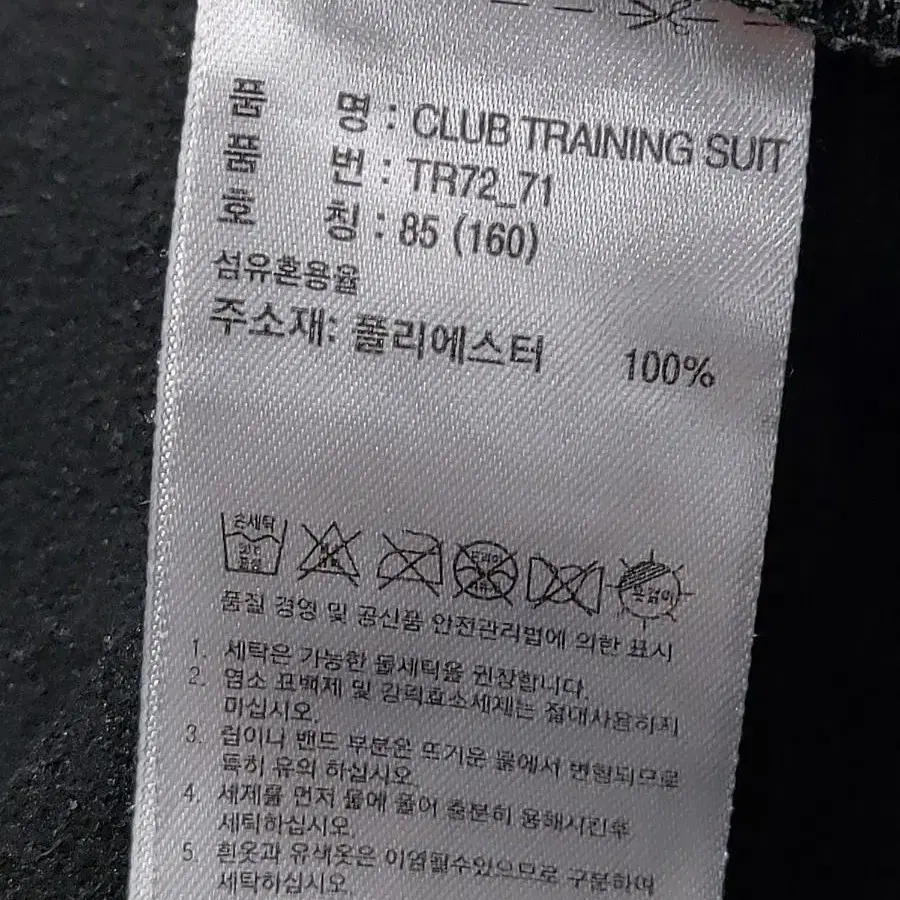 품 명 : CLUB TRAINING SUIT
품 번 : TR72_71
호 칭 : 85 (160)
섬유혼용율
주소재: 폴리에스터 100%
손세탁
중성
옷걸이
품질 경영 및 공산품 안전관리법에 의한 표시
1. 세탁은 가능한 물세탁을 권장합니다.
2. 염소 표백제 및 강력효소세제는 절대사용하지
마십시오.
3. 랍이나 밴드 부분은 뜨거운 물에서 변형되므로
특히 유의 하십시오.
4. 세제를 먼저 물에 풀어 충분히 용해시킨후
세탁하십시오.
5. 흰옷과 유색옷은 이염될수있으므로 구분하여
세탁하십시오.